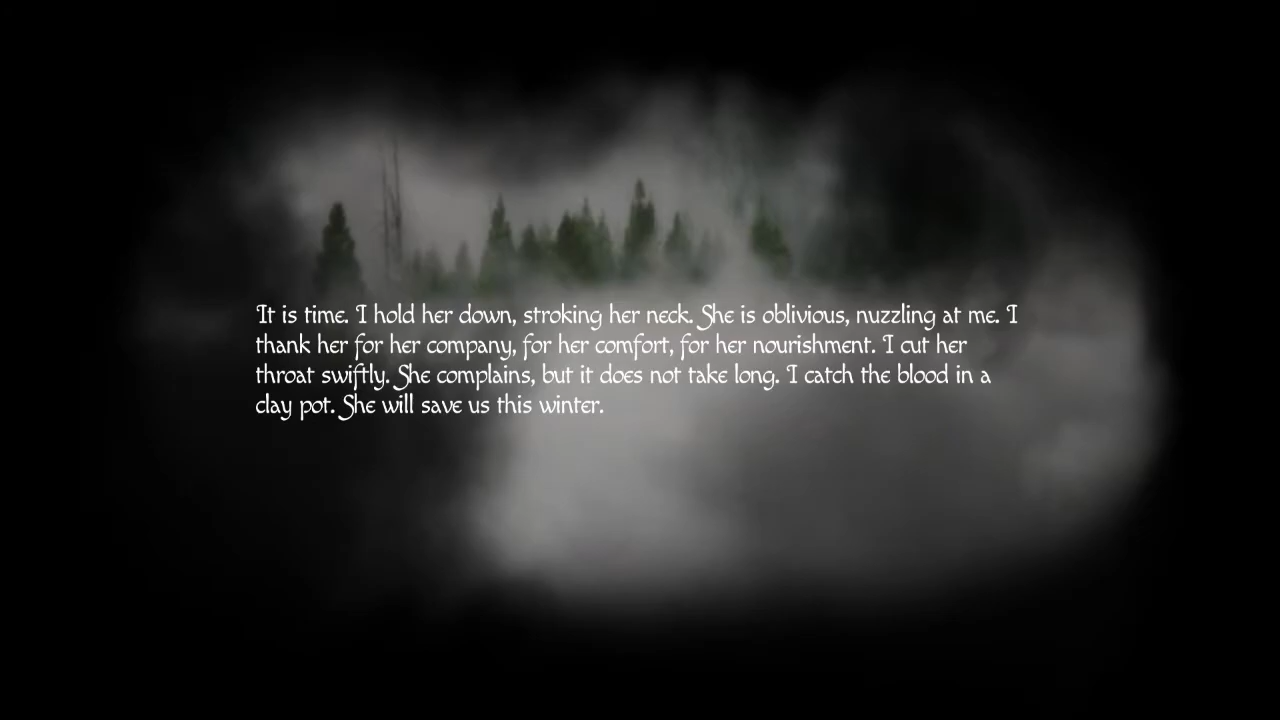 It is time. I hold her down, stroking her neck. She is oblivious, nuzzling at me. I
thank her for her company, for her comfort, for her nourishment. I cut her
throat swiftly. She complains, but it does not take long. I catch the blood in a
clay pot. She will save us this winter.